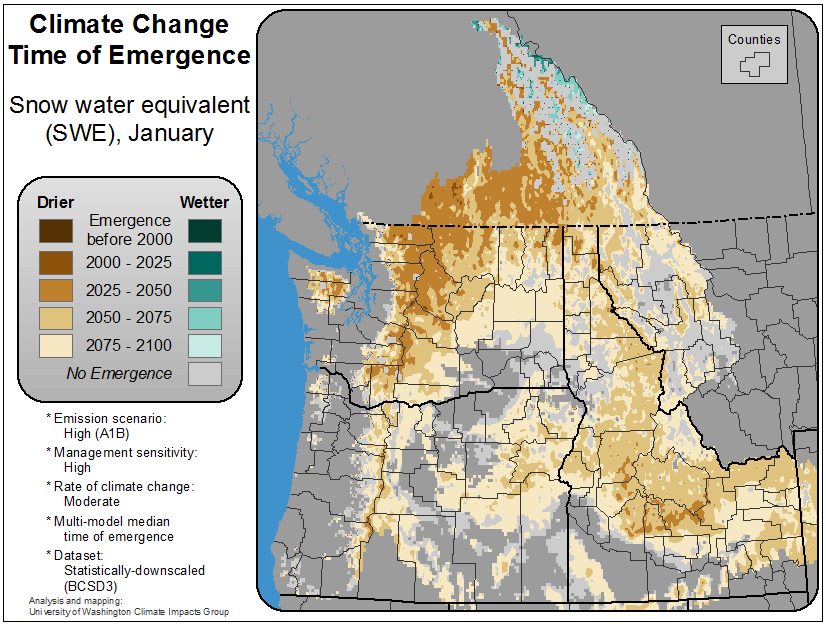 Climate Change
Time of Emergence
Snow water equivalent
(SWE), January
Drier
Wetter
Emergence
before 2000
2000 - 2025
2025 - 2050
2050 - 2075
2075 - 2100
No Emergence
* Emission scenario:
High (A1B)
* Management sensitivity:
High
* Rate of climate change:
Moderate
* Multi-model median
time of emergence
* Dataset:
Statistically-downscaled
(BCSD3)
Analysis and mapping:
University of Washington Climate Impacts Group
Counties